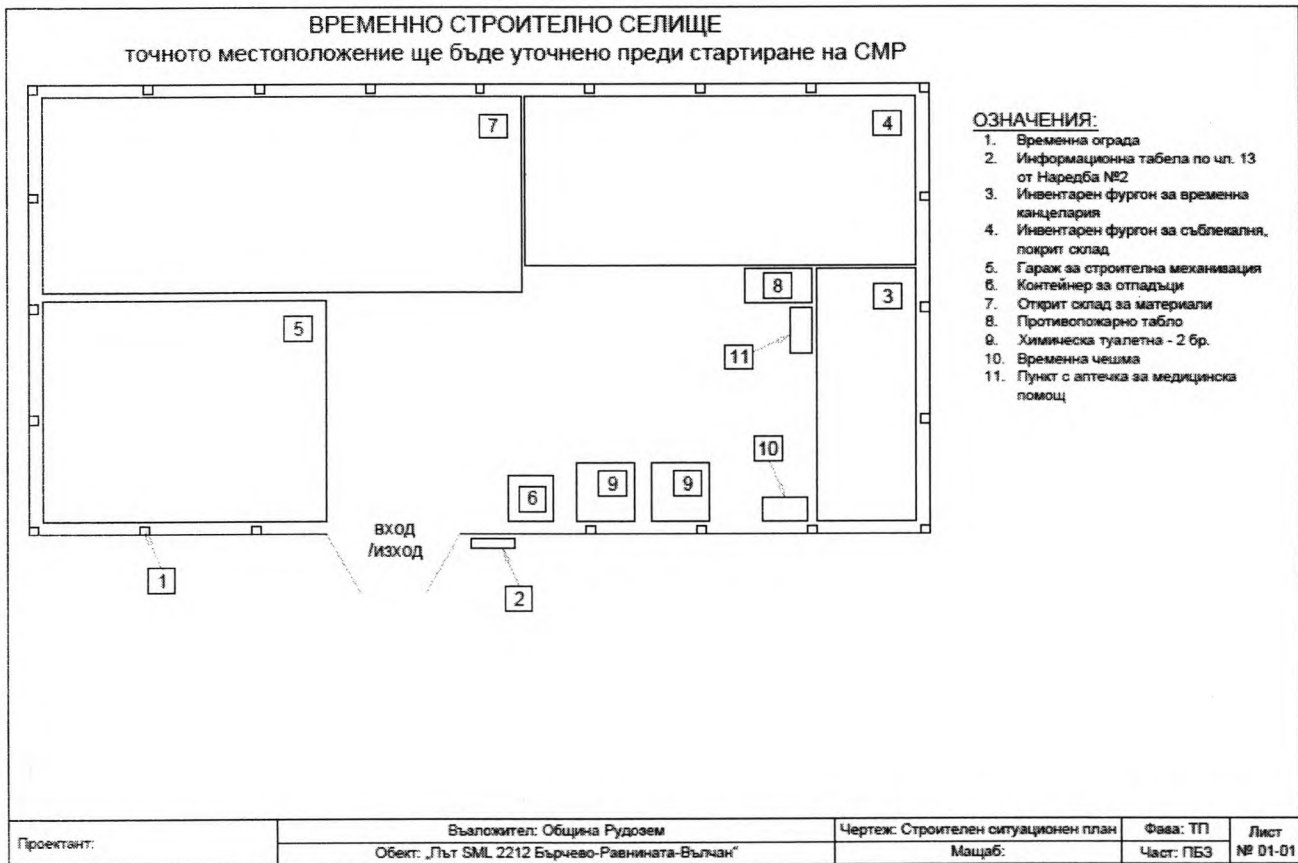 ВРЕМЕННО СТРОИТЕЛНО СЕЛИЩЕ
точното местоположение ще бъде уточнено преди стартиране на СМР
7
4
5
8
3
11
10
6
9
9
вход
/изход
1
2
ОЗНАЧЕНИЯ:
1. Временна ограда
2. Информационна табела по чл. 13
от Наредба №2
3. Инвентарен фургон за временна
канцелария
4. Инвентарен фургон за съблекалня,
покрит склад
5. Гараж за строителна механизация
6. Контейнер за отпадъци
7. Открит склад за материали
8. Противопожарно табло
9. Химическа туалетна - 2 бр.
10. Временна чешма
11. Пункт с аптечка за медицинска
помощ
Проектант:
Възложител: Община Рудозем
Обект: „Път SML 2212 Бърчево-Равнината-Вълчан“
Чертеж: Строителен ситуационен план
Мащаб:
Фаза: ТП
Част: ПБЗ
Лист
№ 01-01